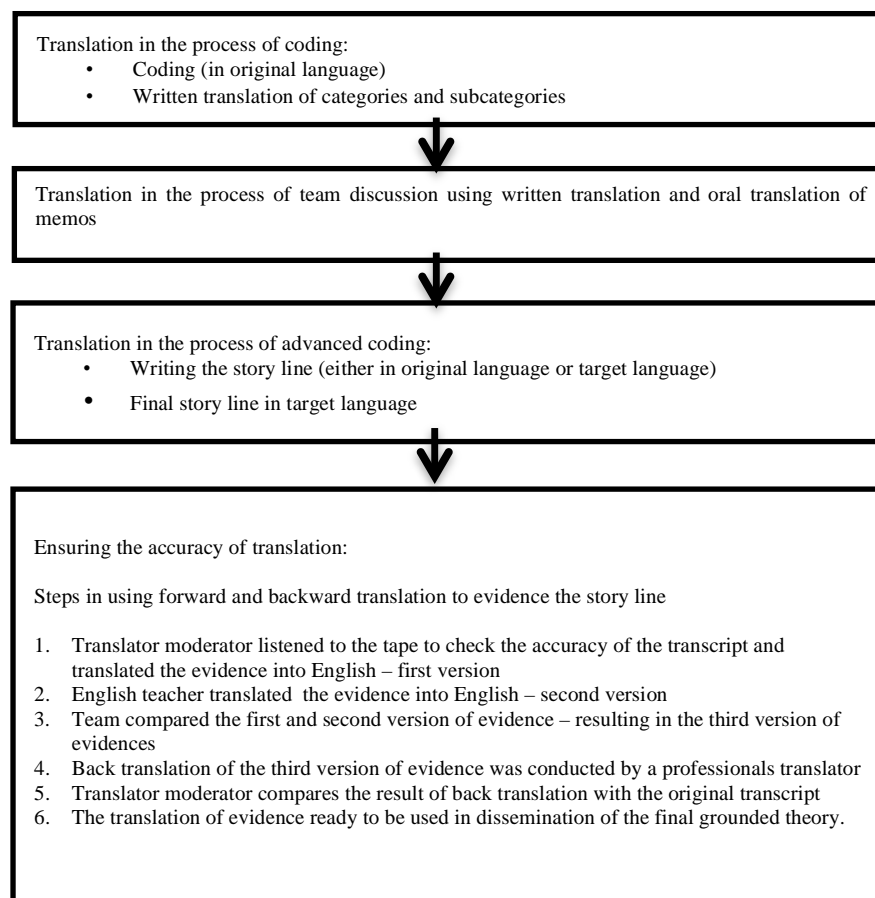 Translation in the process of coding:
• Coding (in original language)
• Written translation of categories and subcategories
Translation in the process of team discussion using written translation and oral translation of
memos
Translation in the process of advanced coding:
• Writing the story line (either in original language or target language)
• Final story line in target language
Ensuring the accuracy of translation:
Steps in using forward and backward translation to evidence the story line
1. Translator moderator listened to the tape to check the accuracy of the transcript and
translated the evidence into English – first version
2. English teacher translated the evidence into English – second version
3. Team compared the first and second version of evidence – resulting in the third version of
evidences
4. Back translation of the third version of evidence was conducted by a professionals translator
5. Translator moderator compares the result of back translation with the original transcript
6. The translation of evidence ready to be used in dissemination of the final grounded theory.